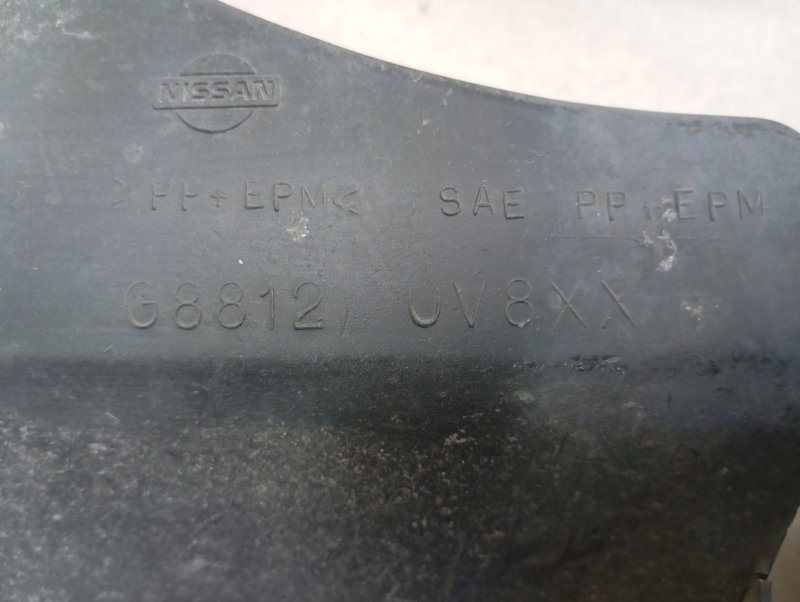 NISSAN
>PP+EPM< SAE PP+EPM
G8812 0V8XX